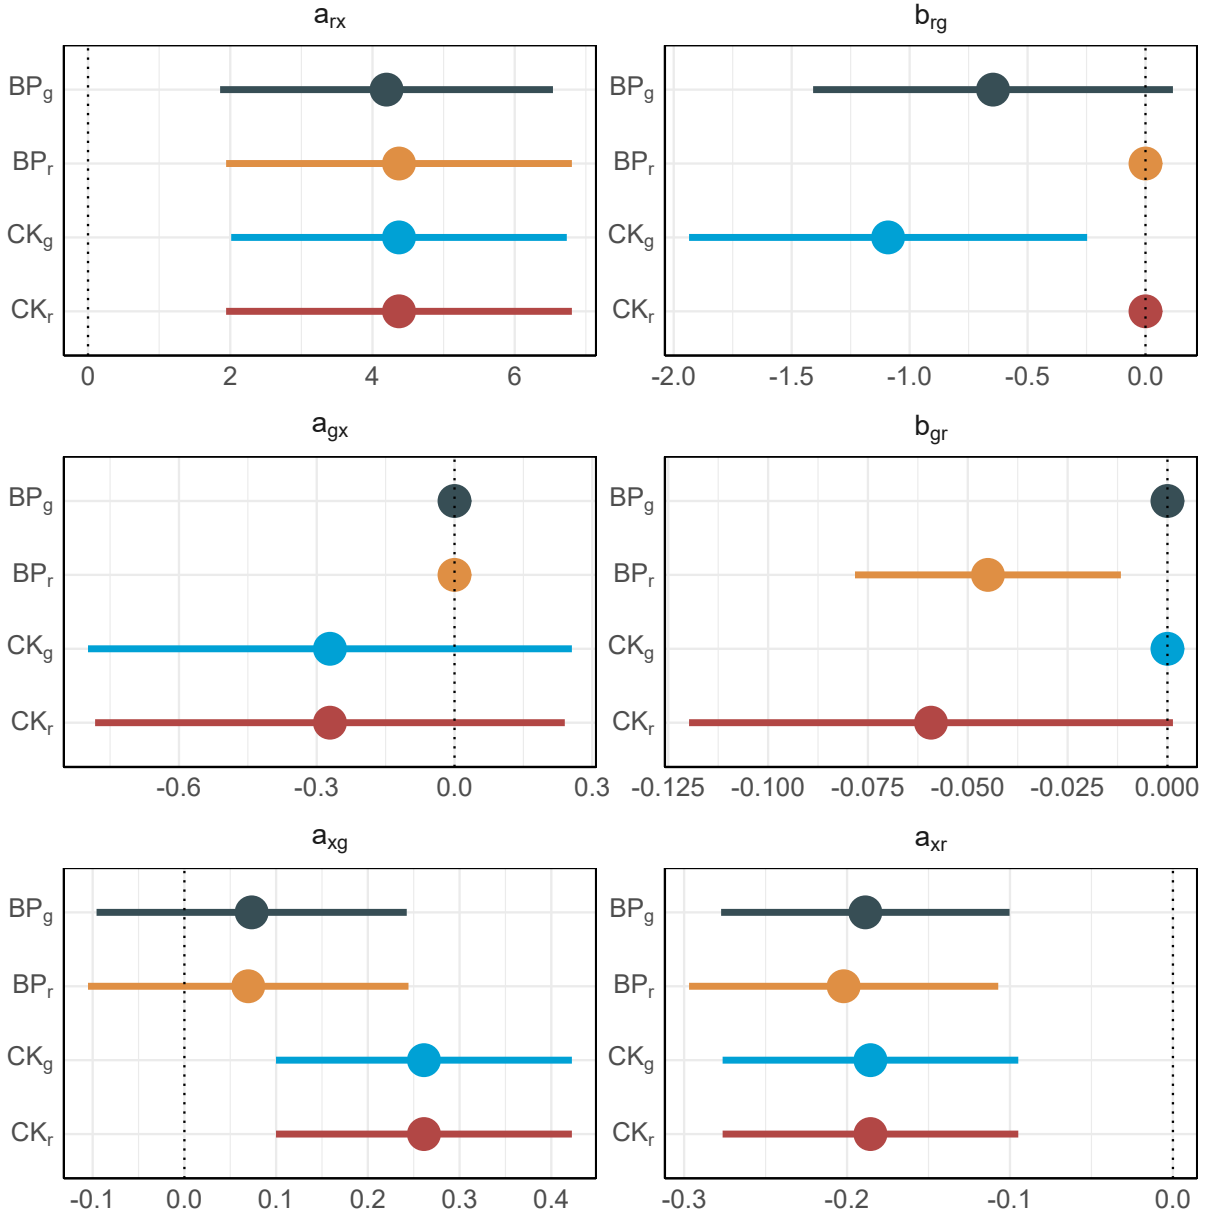 a_rx b_rg
BP_g BP_g
BP_r BP_r
CK_g CK_g
CK_r CK_r
0 2 4 6 -2.0 -1.5 -1.0 -0.5 0.0
a_gx b_gr
BP_g BP_g
BP_r BP_r
CK_g CK_g
CK_r CK_r
-0.6 -0.3 0.0 0.3 -0.125 -0.100 -0.075 -0.050 -0.025 0.000
a_xg a_xr
BP_g BP_g
BP_r BP_r
CK_g CK_g
CK_r CK_r
-0.1 0.0 0.1 0.2 0.3 0.4 -0.3 -0.2 -0.1 0.0